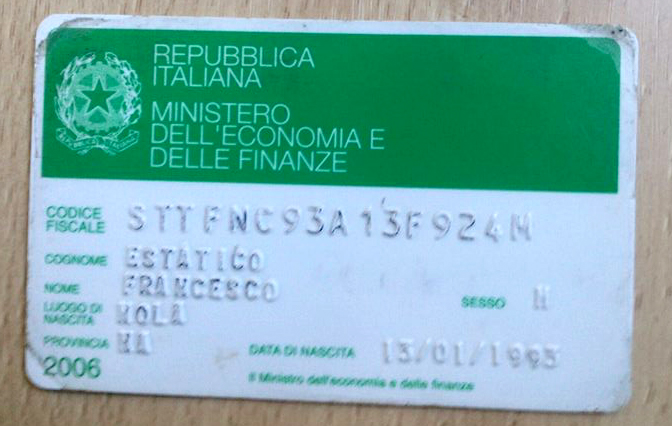 REPUBBLICA
ITALIANA
MINISTERO
DELL'ECONOMIA E
DELLE FINANZE
CODICE FISCALE STTFNC93A13F924M
COGNOME ESTATICO
NOME FRANCESCO
SESSO M
LUOGO DI NASCITA NOLA
PROVINCIA NA
DATA DI NASCITA 13/01/1993
2006
Il Ministro dell'economia e delle finanze